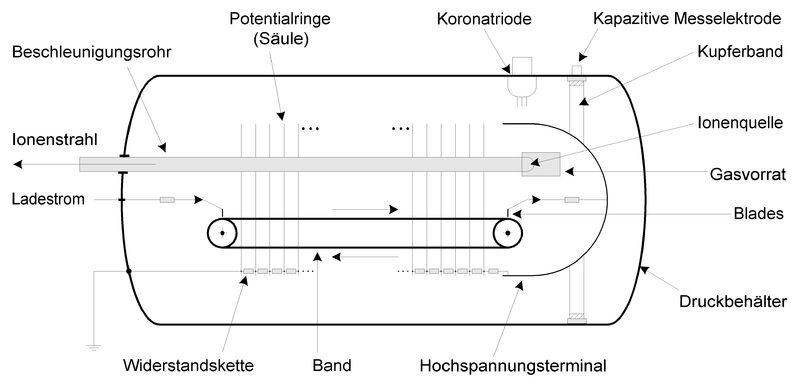 Potentialringe
(Säule)
Koronatriode
Kapazitive Messelektrode
Beschleunigungsrohr
Kupferband
Ionenstrahl
Ionenquelle
Gasvorrat
Ladestrom
Blades
Druckbehälter
Widerstandskette
Band
Hochspannungsterminal